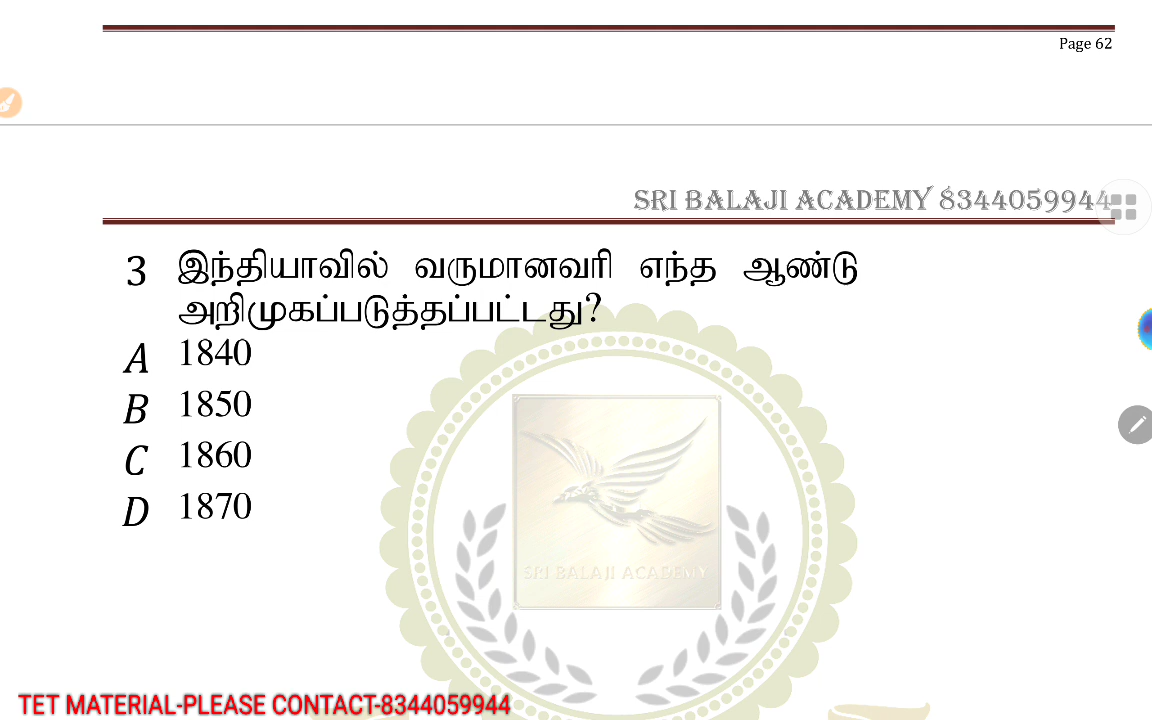 Page 62
SRI BALAJI ACADEMY 8344059944
3 இந்தியாவில் வருமானவரி எந்த ஆண்டு
அறிமுகப்படுத்தப்பட்டது?
A 1840
B 1850
C 1860
D 1870
SRI BALAJI ACADEMY
TET MATERIAL-PLEASE CONTACT-8344059944